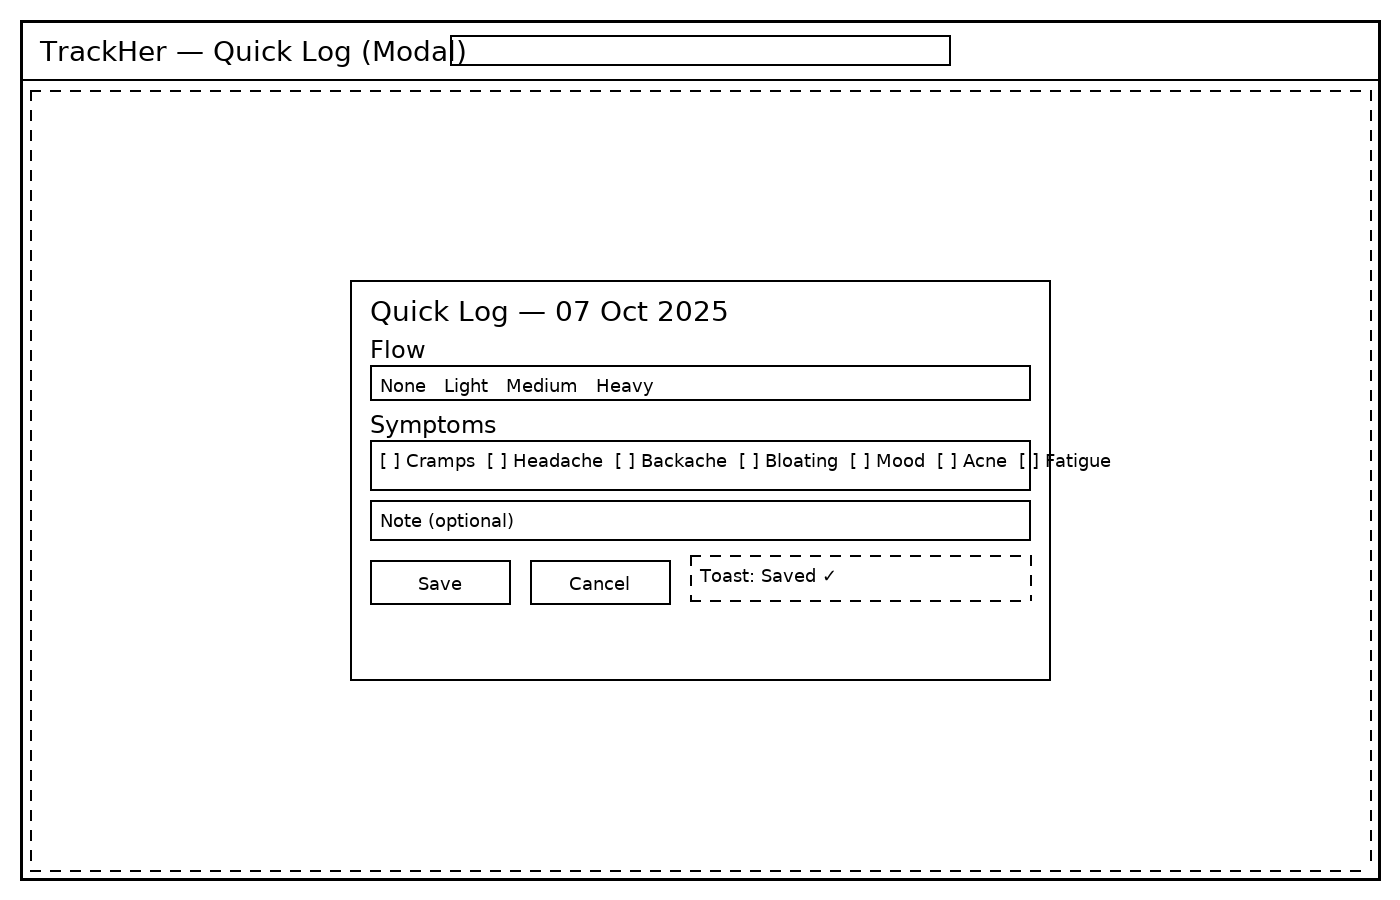 TrackHer — Quick Log (Modal)
Quick Log — 07 Oct 2025
Flow
None Light Medium Heavy
Symptoms
[ ] Cramps [ ] Headache [ ] Backache [ ] Bloating [ ] Mood [ ] Acne [ ] Fatigue
Note (optional)
Save Cancel Toast: Saved ✓